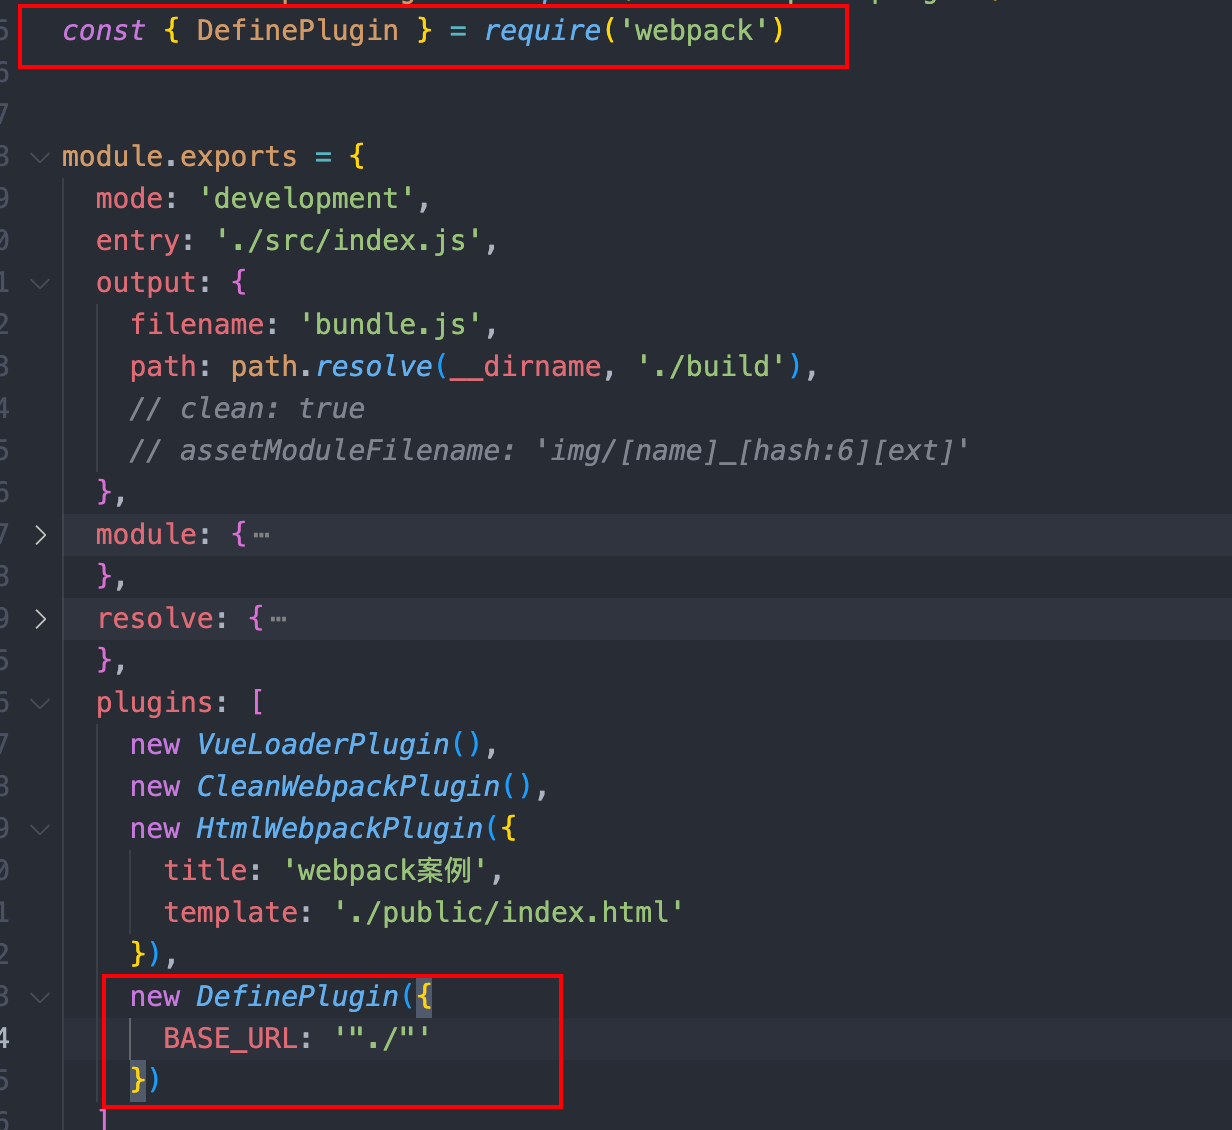 const { DefinePlugin } = require('webpack')
module.exports = {
mode: 'development',
entry: './src/index.js',
output: {
filename: 'bundle.js',
path: path.resolve(__dirname, './build'),
// clean: true
// assetModuleFilename: 'img/[name]_[hash:6][ext]'
},
module: {⋯
},
resolve: {⋯
},
plugins: [
new VueLoaderPlugin(),
new CleanWebpackPlugin(),
new HtmlWebpackPlugin({
title: 'webpack案例',
template: './public/index.html'
}),
new DefinePlugin({
BASE_URL: '"./"'
})
]